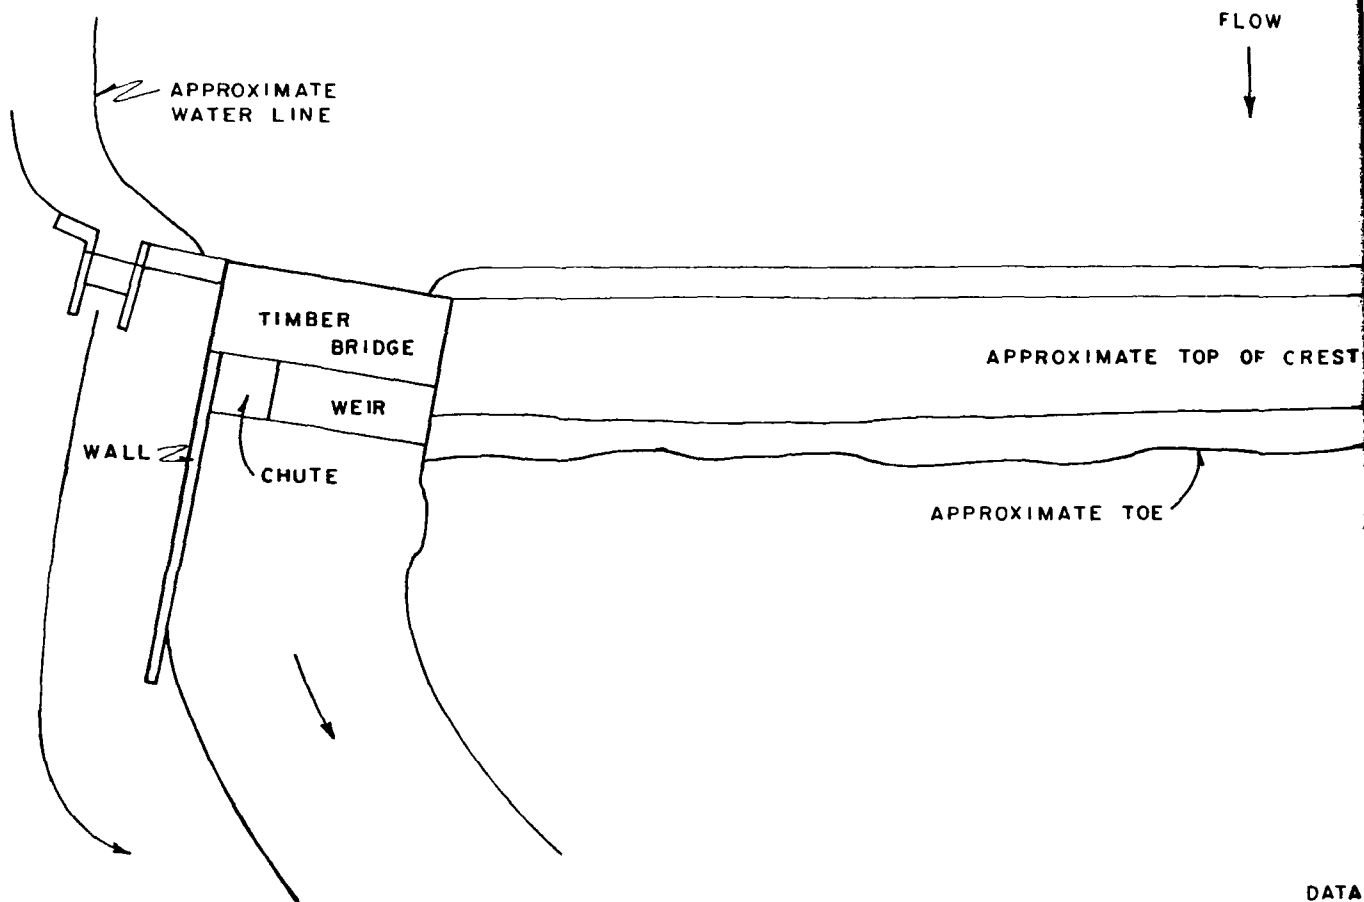 FLOW
APPROXIMATE
WATER LINE
TIMBER
BRIDGE
APPROXIMATE TOP OF CREST
WEIR
WALL
CHUTE
APPROXIMATE TOE
DATA